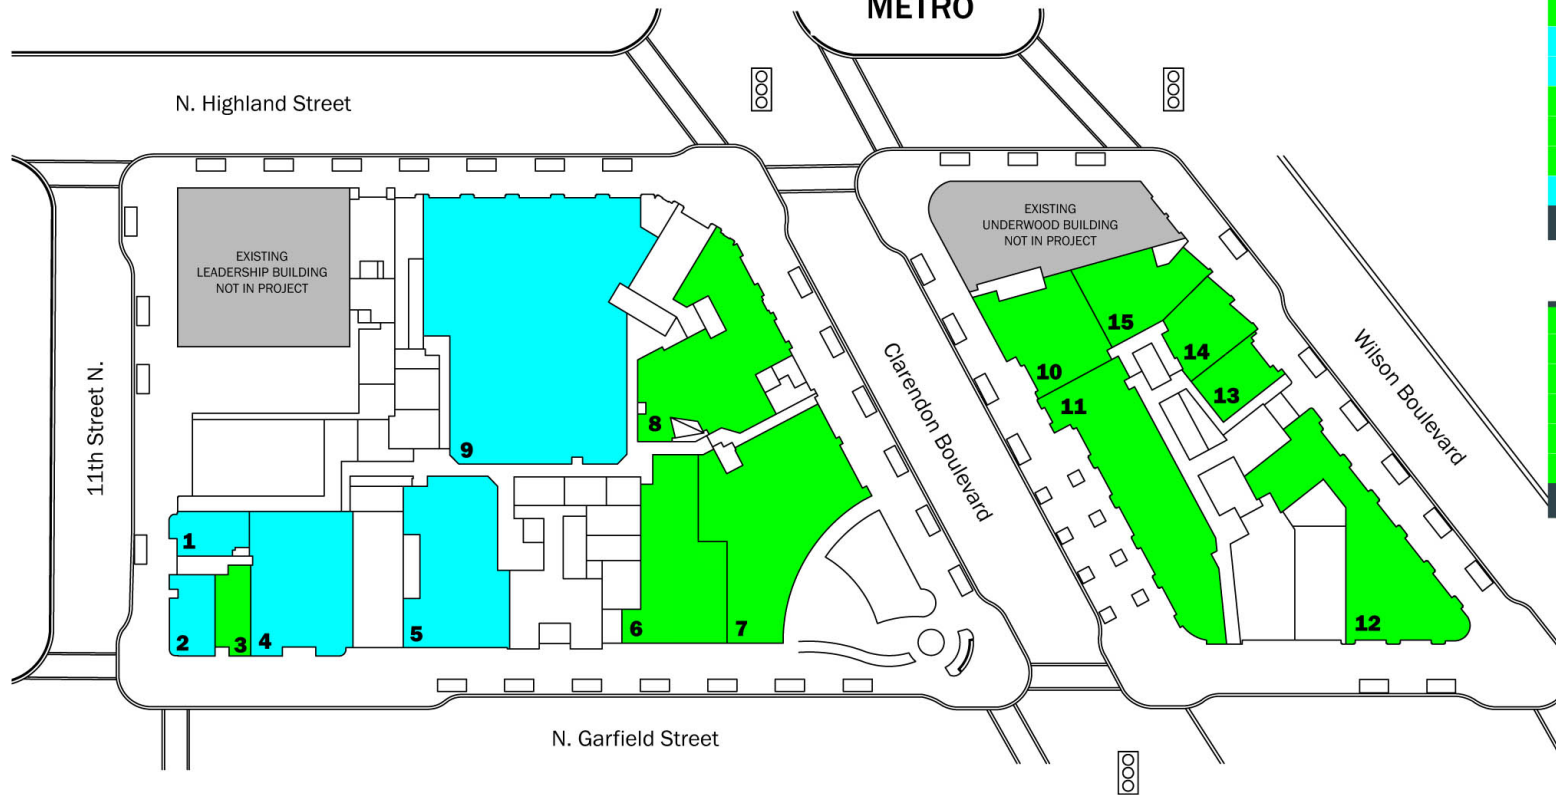 METRO
N. Highland Street
EXISTING
LEADERSHIP BUILDING
NOT IN PROJECT
EXISTING
UNDERWOOD BUILDING
NOT IN PROJECT
11th Street N.
Clarendon Boulevard
Wilson Boulevard
1
2
3
4
5
6
7
8
9
10
11
12
13
14
15
N. Garfield Street